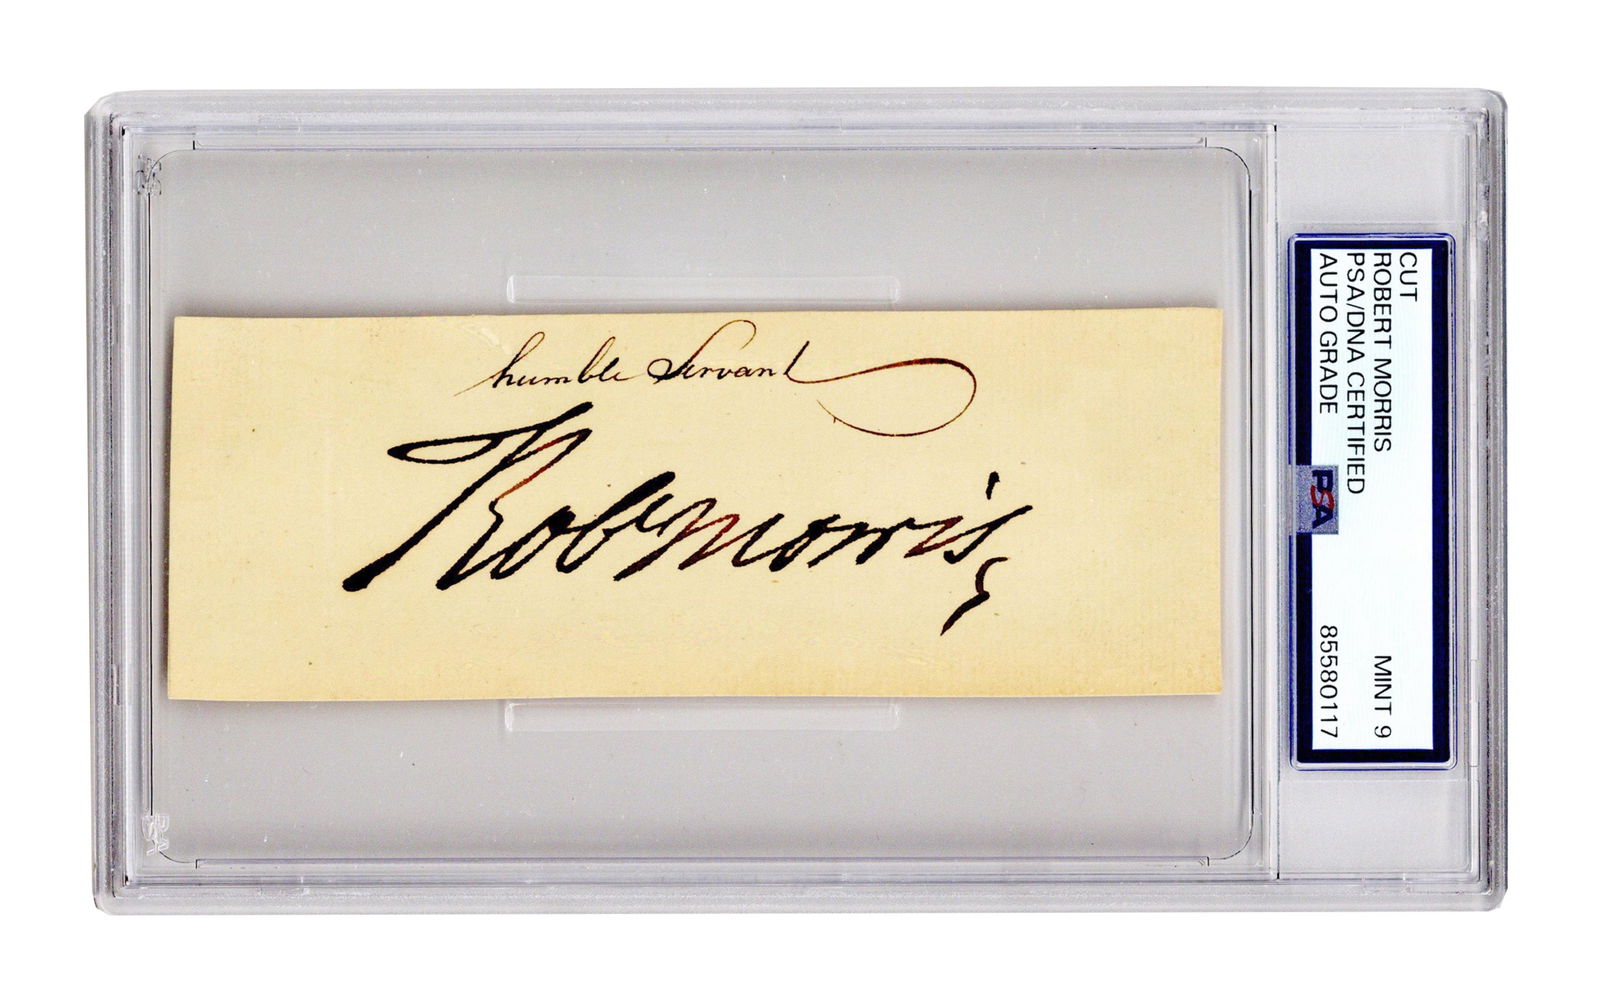 humble Servant
Robt Morris
CUT
ROBERT MORRIS MINT 9
PSA/DNA CERTIFIED
AUTO GRADE 85580117
PSA